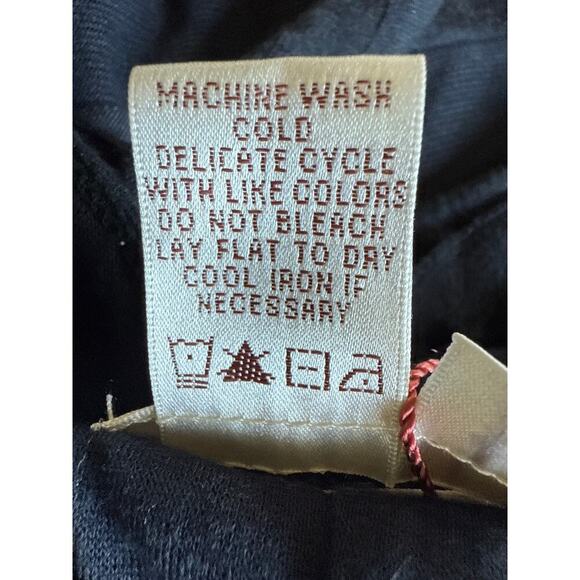 MACHINE WASH
COLD
DELICATE CYCLE
WITH LIKE COLORS
DO NOT BLEACH
LAY FLAT TO DRY
COOL IRON IF
NECESSARY